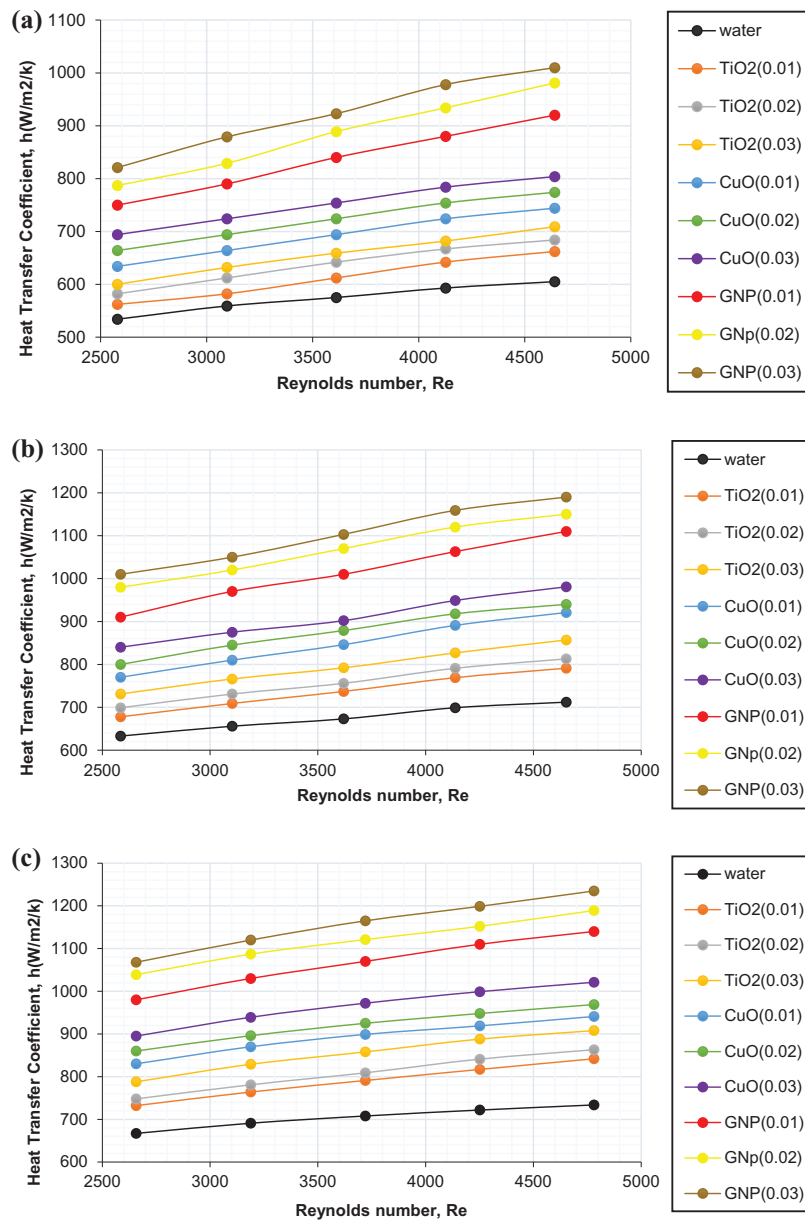 (a)
Heat Transfer Coefficient, h(W/m2/k)
1100
1000
900
800
700
600
500
2500 3000 3500 4000 4500 5000
Reynolds number, Re
water
TiO2(0.01)
TiO2(0.02)
TiO2(0.03)
CuO(0.01)
CuO(0.02)
CuO(0.03)
GNP(0.01)
GNp(0.02)
GNP(0.03)
(b)
Heat Transfer Coefficient, h(W/m2/k)
1300
1200
1100
1000
900
800
700
600
2500 3000 3500 4000 4500 5000
Reynolds number, Re
water
TiO2(0.01)
TiO2(0.02)
TiO2(0.03)
CuO(0.01)
CuO(0.02)
CuO(0.03)
GNP(0.01)
GNp(0.02)
GNP(0.03)
(c)
Heat Transfer Coefficient, h(W/m2/k)
1300
1200
1100
1000
900
800
700
600
2500 3000 3500 4000 4500 5000
Reynolds number, Re
water
TiO2(0.01)
TiO2(0.02)
TiO2(0.03)
CuO(0.01)
CuO(0.02)
CuO(0.03)
GNP(0.01)
GNp(0.02)
GNP(0.03)